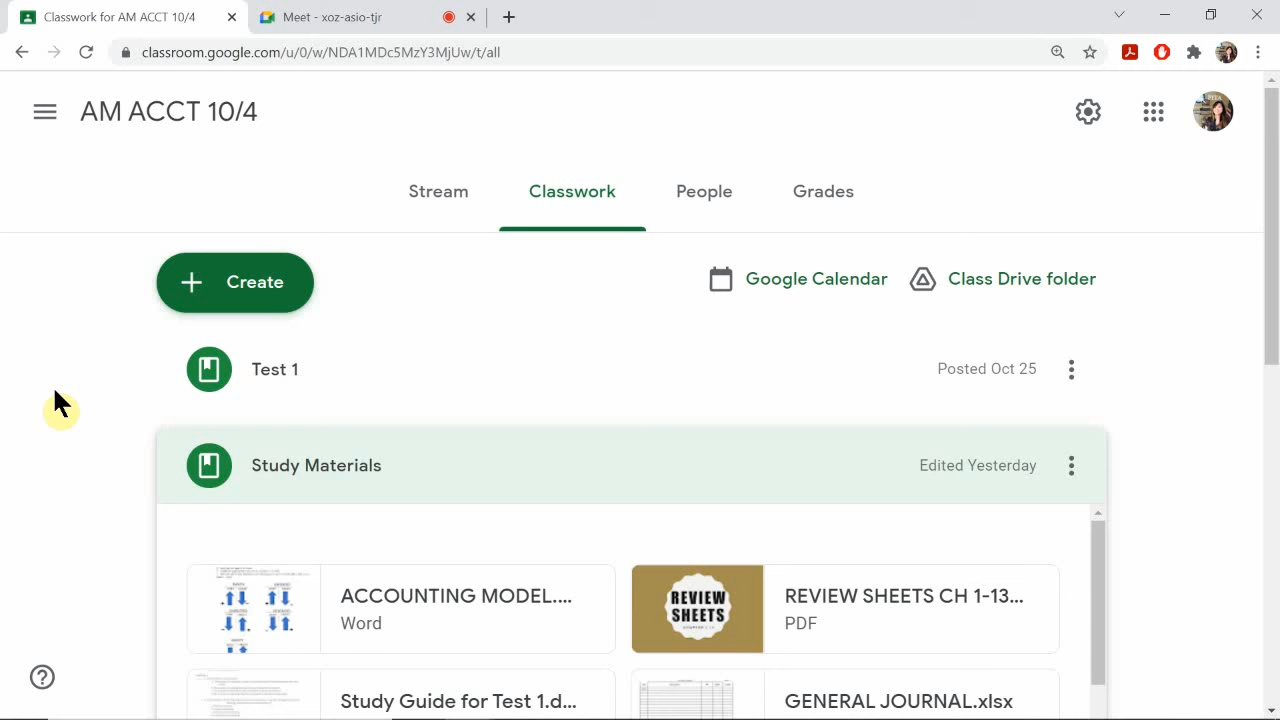 Classwork for AM ACCT 10/4
Meet - xoz-asio-tjr
classroom.google.com/u/0/w/NDA1MDc5MzY3MjUw/t/all
AM ACCT 10/4
Stream
Classwork
People
Grades
Create
Google Calendar
Class Drive folder
Test 1
Posted Oct 25
Study Materials
Edited Yesterday
ACCOUNTING MODEL....
Word
REVIEW SHEETS
REVIEW SHEETS CH 1-13...
PDF
Study Guide for Test 1.d...
GENERAL JOURNAL.xlsx